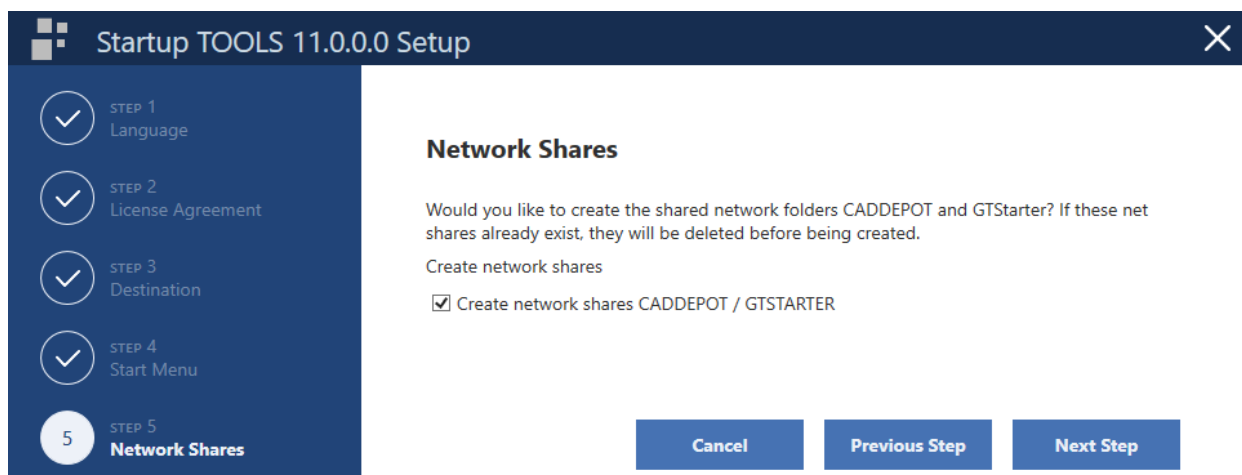 Startup TOOLS 11.0.0.0 Setup
STEP 1
Language
STEP 2
License Agreement
STEP 3
Destination
STEP 4
Start Menu
5
STEP 5
Network Shares
Network Shares
Would you like to create the shared network folders CADDEPOT and GTStarter? If these net
shares already exist, they will be deleted before being created.
Create network shares
Create network shares CADDEPOT / GTSTARTER
Cancel
Previous Step
Next Step